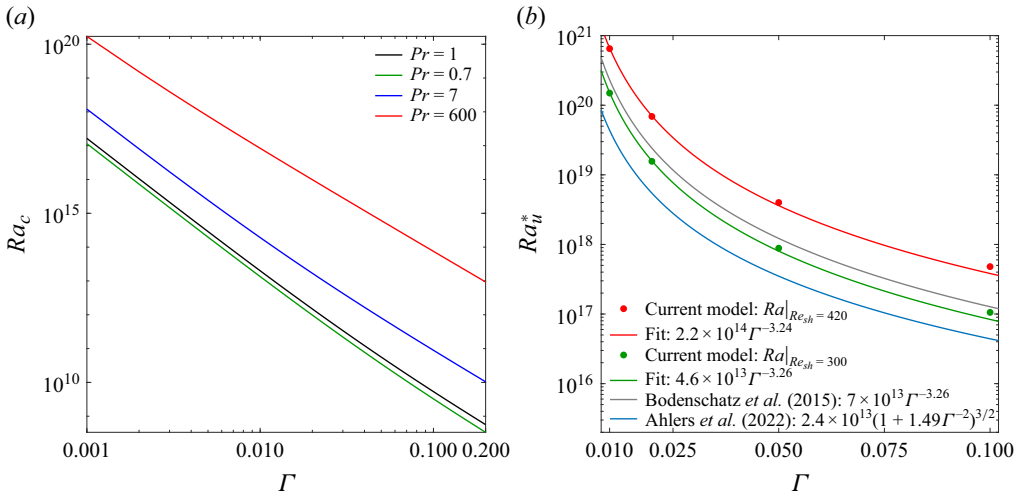 (a)
10^20
10^15
10^10
Ra_c
0.001
0.010
0.100
0.200
Γ
Pr = 1
Pr = 0.7
Pr = 7
Pr = 600
(b)
10^21
10^20
10^19
10^18
10^17
10^16
Ra_u^*
0.010
0.025
0.050
0.075
0.100
Γ
Current model: Ra|_{Re_sh = 420}
Fit: 2.2 × 10^14 Γ^−3.24
Current model: Ra|_{Re_sh = 300}
Fit: 4.6 × 10^13 Γ^−3.26
Bodenschatz et al. (2015): 7 × 10^13 Γ^−3.26
Ahlers et al. (2022): 2.4 × 10^13 (1 + 1.49Γ^−2)^3/2